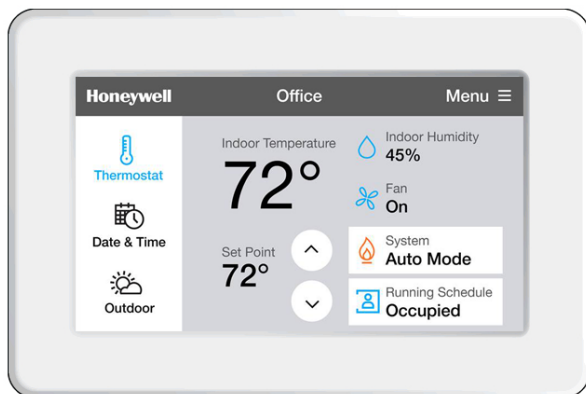 Honeywell
Office
Menu
Thermostat
Date & Time
Outdoor
Indoor Temperature
72°
Set Point
72°
Indoor Humidity
45%
Fan
On
System
Auto Mode
Running Schedule
Occupied